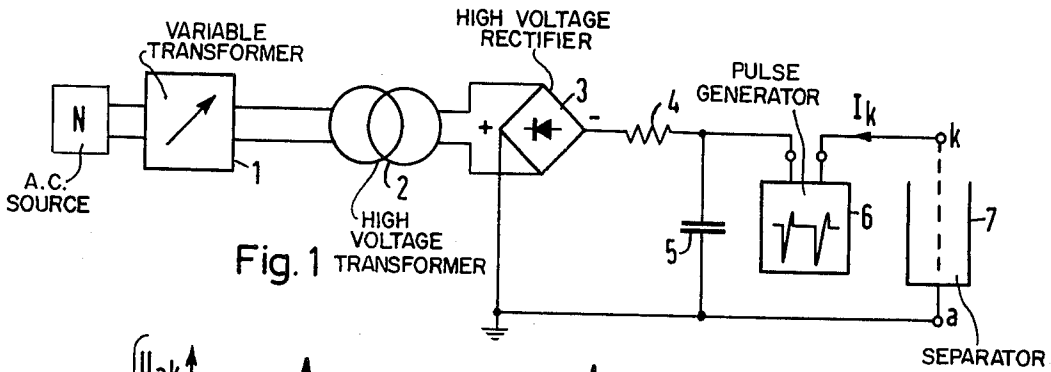 HIGH VOLTAGE
RECTIFIER
VARIABLE
TRANSFORMER
PULSE
GENERATOR
3
4
I k
+
-
N
k
1
2
5
6
7
A.C.
SOURCE
HIGH
VOLTAGE
TRANSFORMER
Fig. 1
a
SEPARATOR